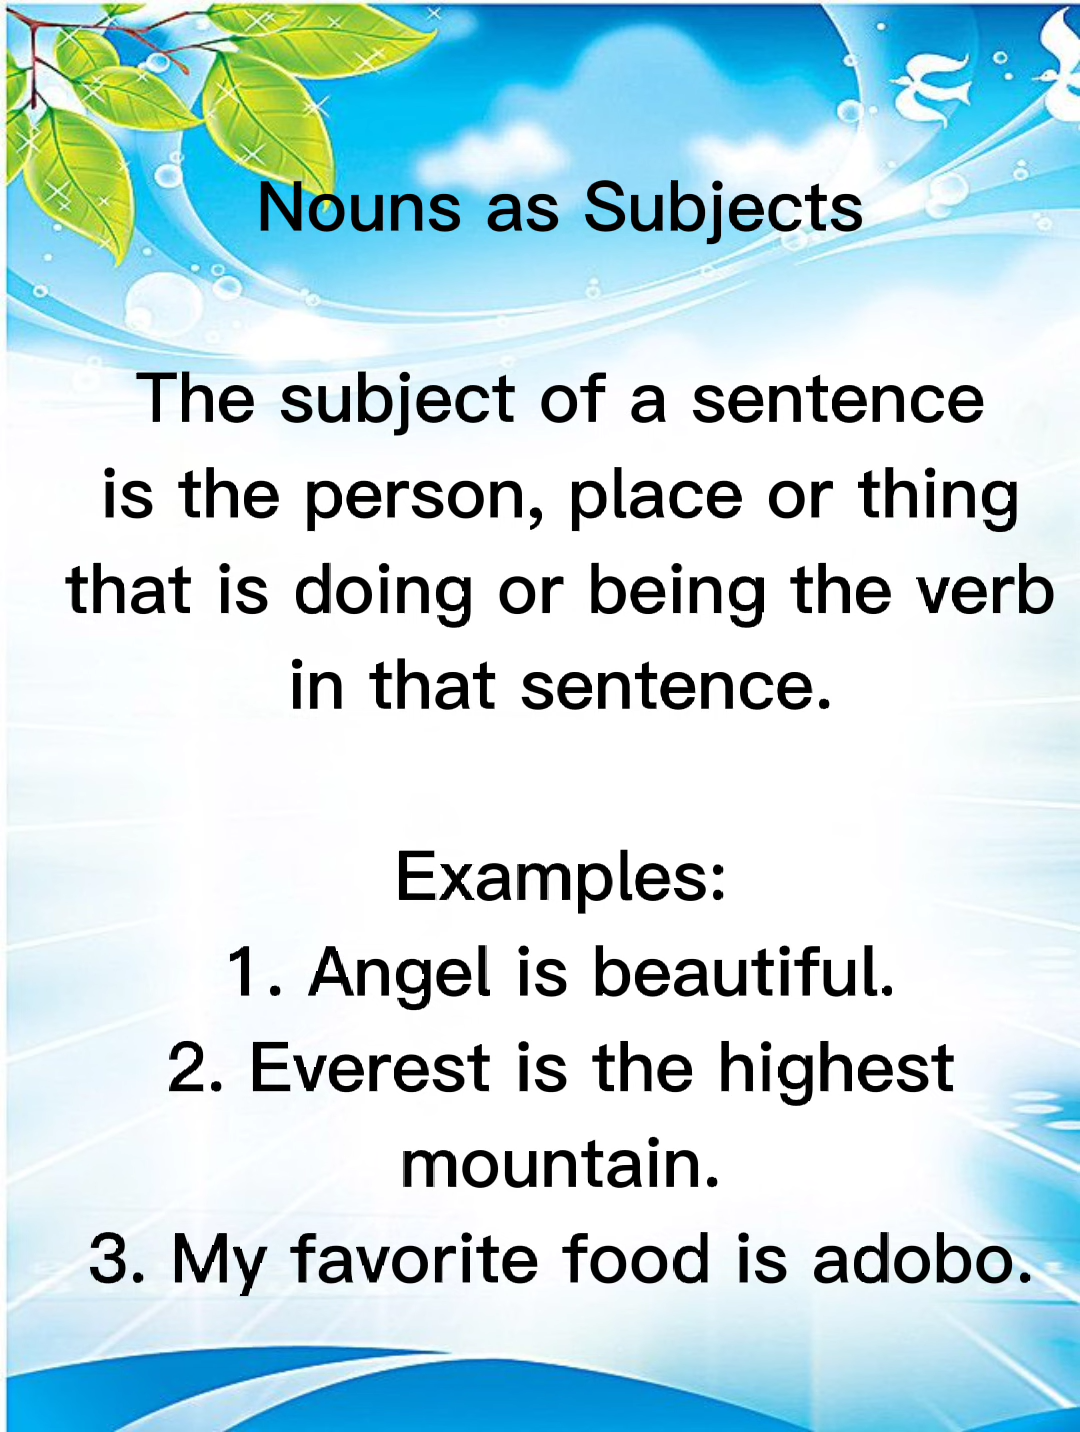 Nouns as Subjects
The subject of a sentence
is the person, place or thing
that is doing or being the verb
in that sentence.
Examples:
1. Angel is beautiful.
2. Everest is the highest
mountain.
3. My favorite food is adobo.